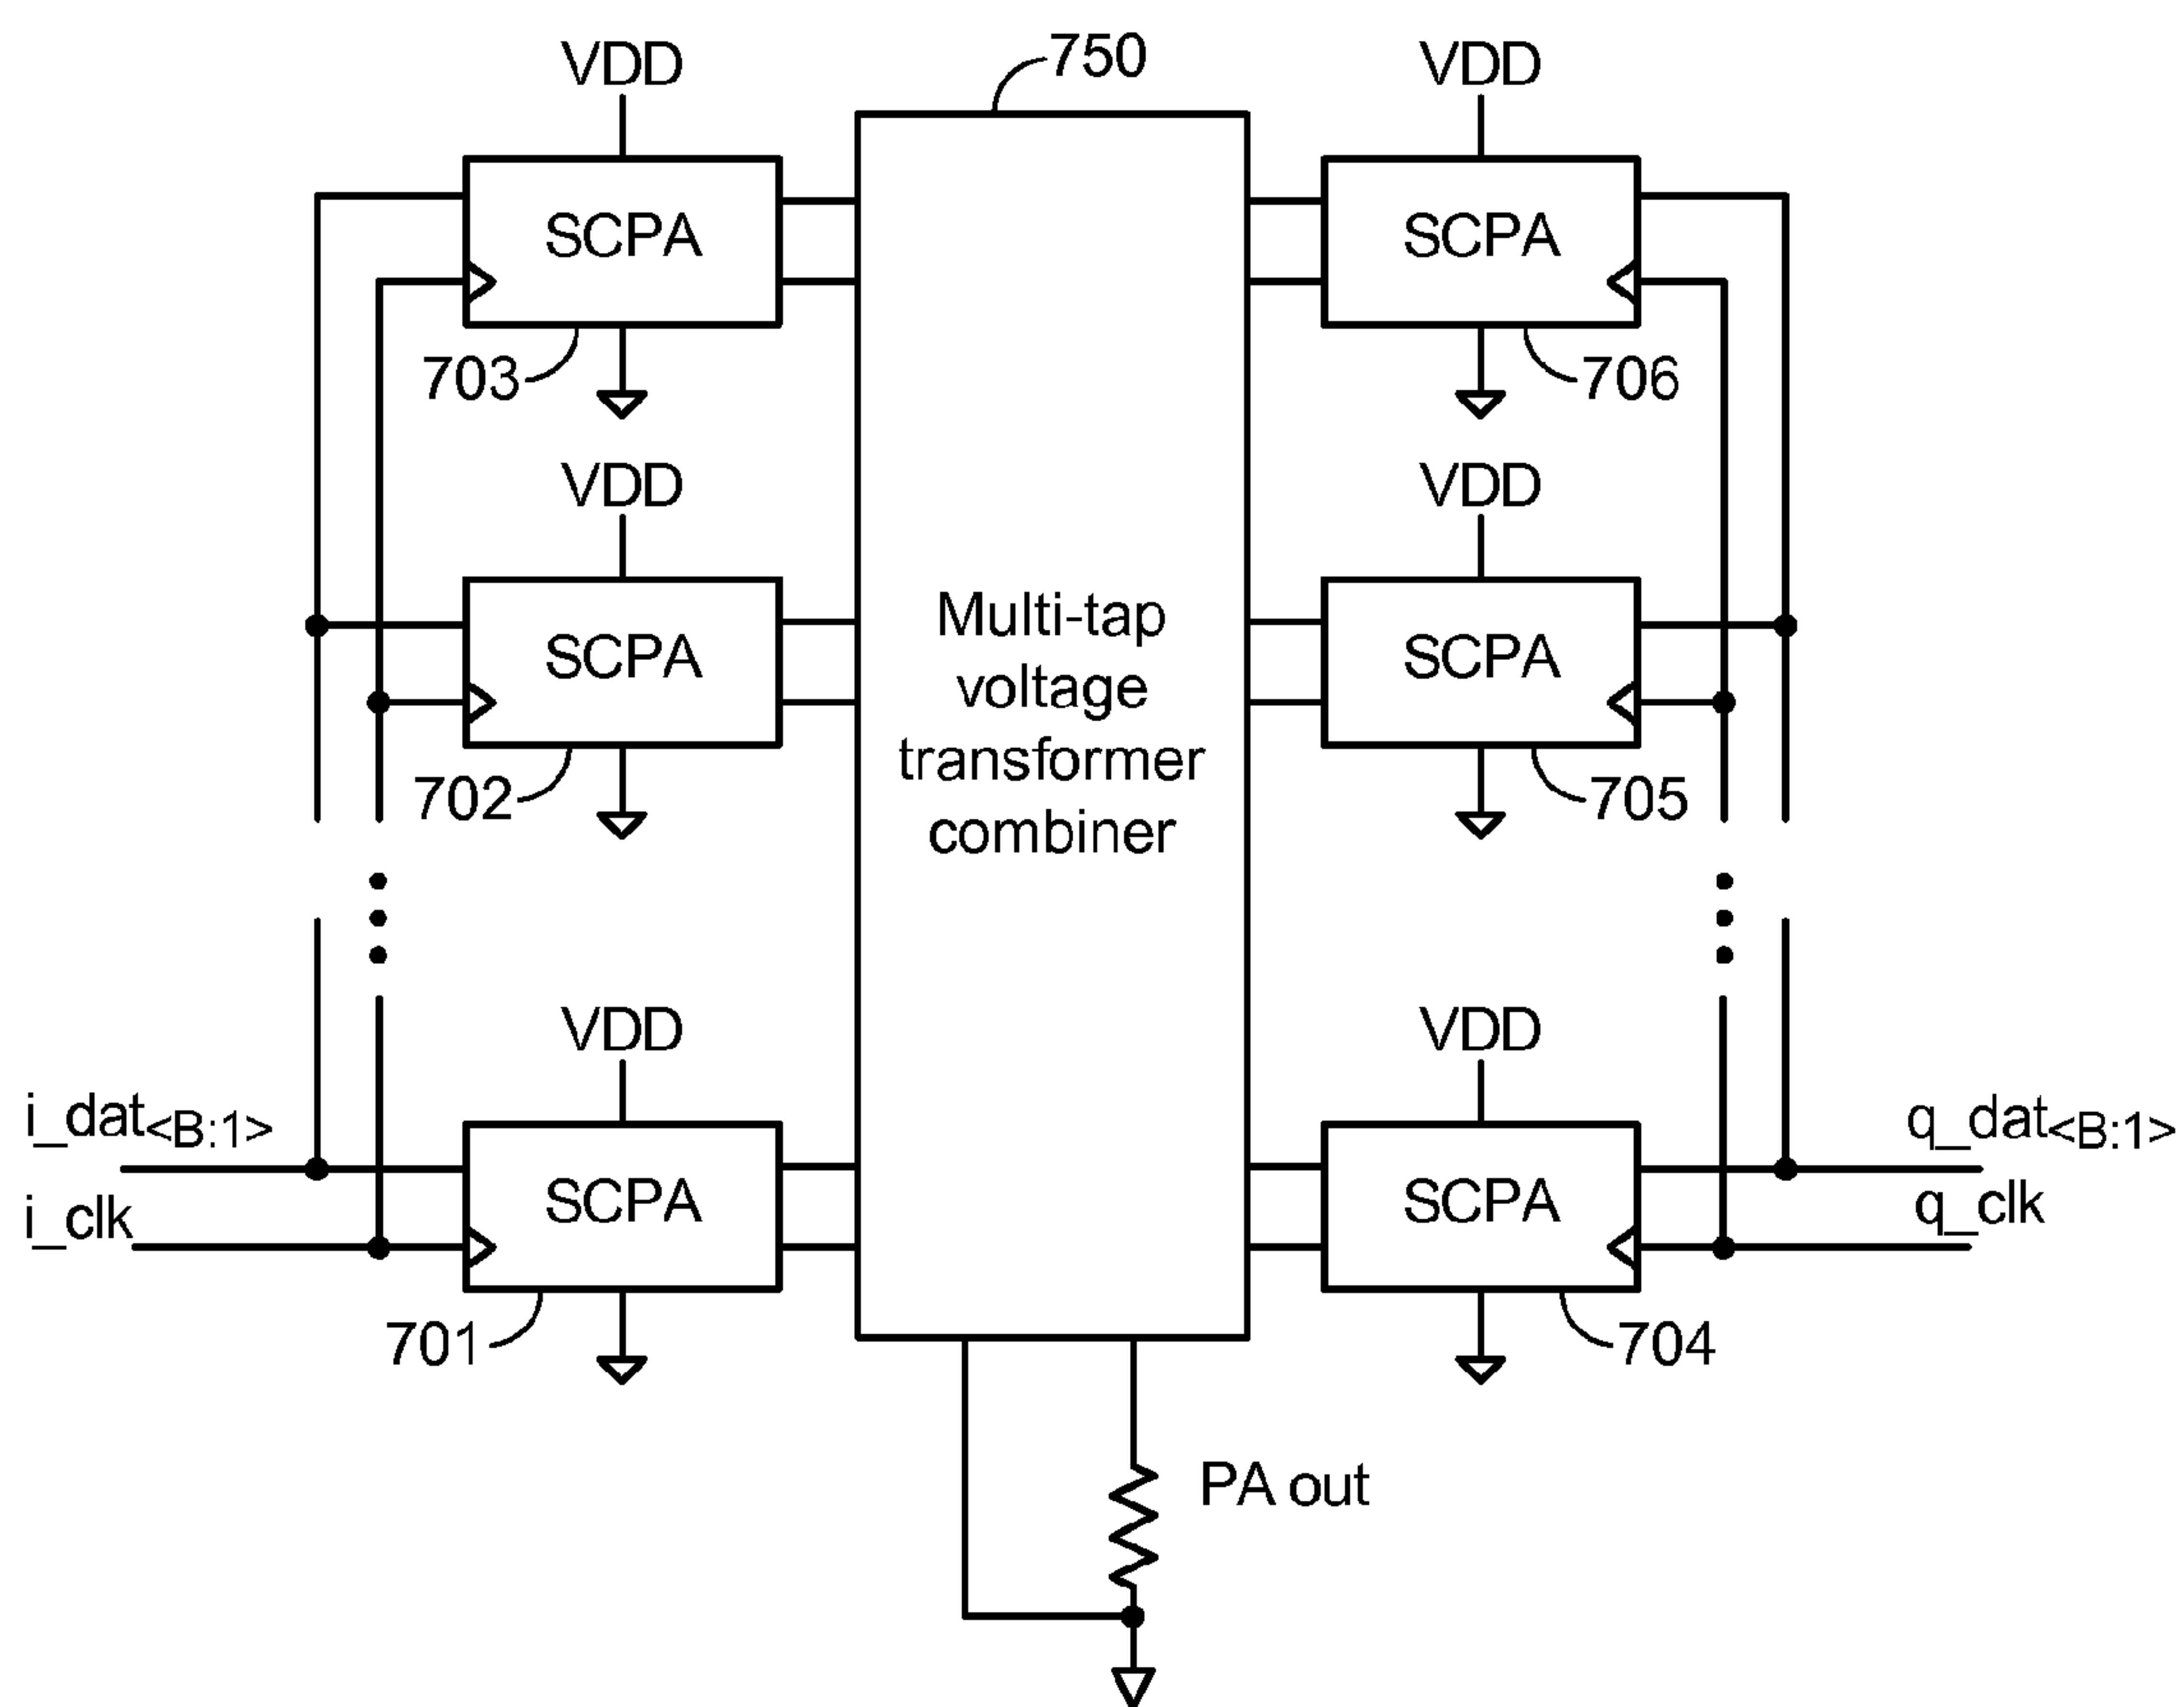 750
VDD
VDD
SCPA
SCPA
703
706
VDD
VDD
SCPA
SCPA
Multi-tap
voltage
transformer
combiner
702
705
VDD
VDD
i_dat<B:1>
q_dat<B:1>
SCPA
SCPA
i_clk
q_clk
701
704
PA out